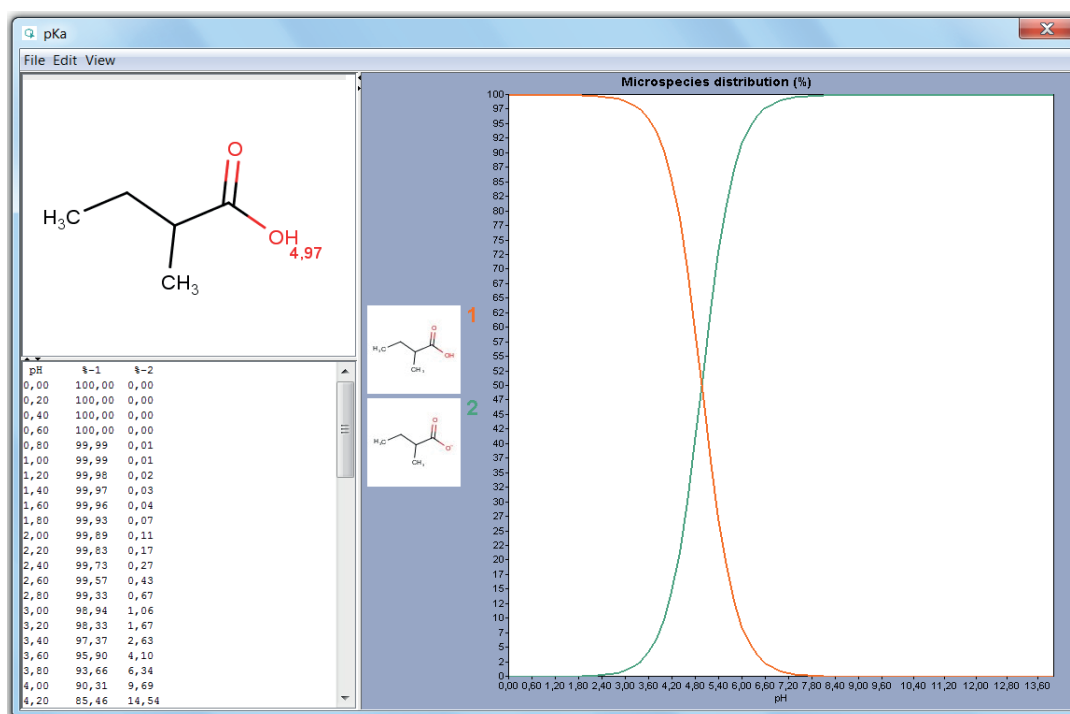 pKa
File Edit View
O
H₃C
OH
4,97
CH₃
pH %-1 %-2
0,00 100,00 0,00
0,20 100,00 0,00
0,40 100,00 0,00
0,60 100,00 0,00
0,80 99,99 0,01
1,00 99,99 0,01
1,20 99,98 0,02
1,40 99,97 0,03
1,60 99,96 0,04
1,80 99,93 0,07
2,00 99,89 0,11
2,20 99,83 0,17
2,40 99,73 0,27
2,60 99,57 0,43
2,80 99,33 0,67
3,00 98,94 1,06
3,20 98,33 1,67
3,40 97,37 2,63
3,60 95,90 4,10
3,80 93,66 6,34
4,00 90,31 9,69
4,20 85,46 14,54
Microspecies distribution (%)
1
O
H₃C
OH
CH₃
2
O
H₃C
O⁻
CH₃
100
97
95
92
90
87
85
82
80
77
75
72
70
67
65
62
60
57
55
52
50
47
45
42
40
37
35
32
30
27
25
22
20
17
15
12
10
7
5
2
0
0,00 0,60 1,20 1,80 2,40 3,00 3,60 4,20 4,80 5,40 6,00 6,60 7,20 7,80 8,40 9,00 9,60 10,40 11,20 12,00 12,80 13,60
pH